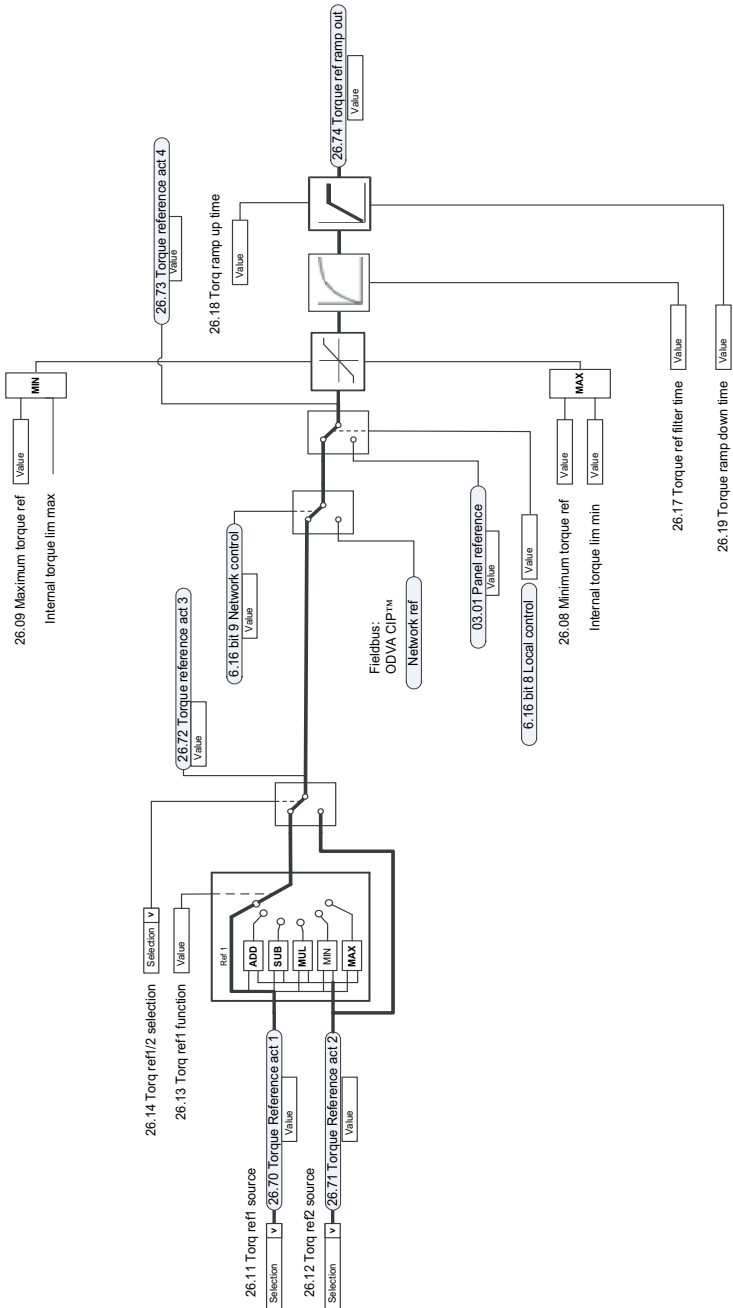 26.11 Torq ref1 source
Selection v
26.70 Torque Reference act 1
Value
26.12 Torq ref2 source
Selection v
26.71 Torque Reference act 2
Value
26.14 Torq ref1/2 selection
Selection v
26.13 Torq ref1 function
Value
Ref 1
ADD
SUB
MUL
MIN
MAX
26.72 Torque reference act 3
Value
6.16 bit 9 Network control
Value
Fieldbus:
ODVA CIP™
Network ref
03.01 Panel reference
Value
6.16 bit 8 Local control
Value
26.09 Maximum torque ref
Value
Internal torque lim max
MIN
26.73 Torque reference act 4
Value
26.08 Minimum torque ref
Value
Internal torque lim min
MAX
26.18 Torq ramp up time
Value
26.17 Torque ref filter time
Value
26.19 Torque ramp down time
Value
26.74 Torque ref ramp out
Value